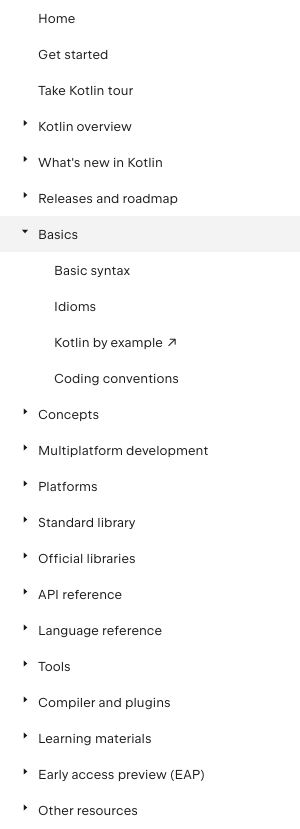 Home
Get started
Take Kotlin tour
Kotlin overview
What's new in Kotlin
Releases and roadmap
Basics
Basic syntax
Idioms
Kotlin by example ↗
Coding conventions
Concepts
Multiplatform development
Platforms
Standard library
Official libraries
API reference
Language reference
Tools
Compiler and plugins
Learning materials
Early access preview (EAP)
Other resources